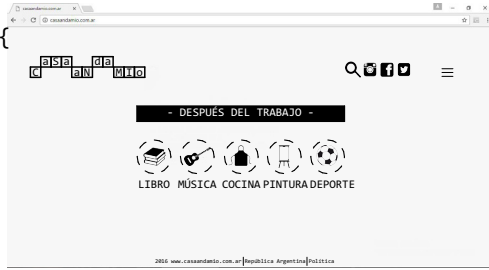 casaandamio.com.ar
casaandamio.com.ar
{
CaSa aN da MIo
- DESPUÉS DEL TRABAJO -
LIBRO MÚSICA COCINA PINTURA DEPORTE
2016 www.casaandamio.com.ar|República Argentina|Política